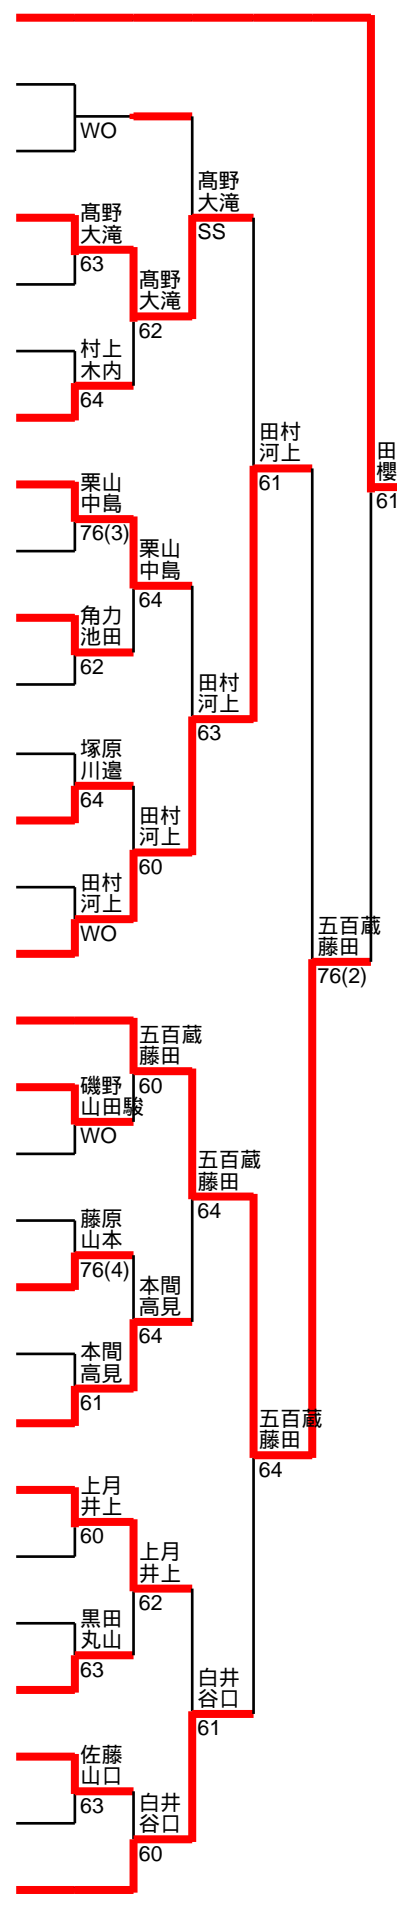 WO
髙野
大滝
SS
髙野
大滝
63
髙野
大滝
62
村上
木内
64
田村
河上
61
田
櫻
61
栗山
中島
76(3)
栗山
中島
64
角力
池田
62
田村
河上
63
塚原
川邉
64
田村
河上
60
田村
河上
WO
五百蔵
藤田
76(2)
五百蔵
藤田
60
磯野
山田駿
WO
五百蔵
藤田
64
藤原
山本
76(4)
本間
高見
64
本間
高見
61
五百蔵
藤田
64
上月
井上
60
上月
井上
62
黒田
丸山
63
白井
谷口
61
佐藤
山口
63
白井
谷口
60